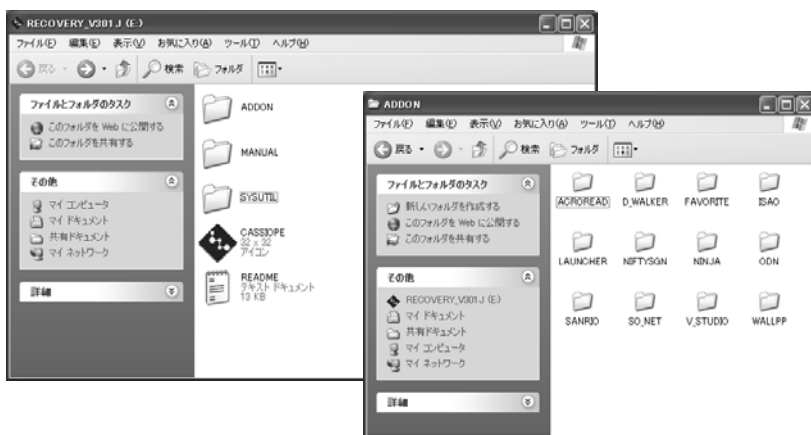 RECOVERY_V301J (E:)
ファイル(F) 編集(E) 表示(V) お気に入り(A) ツール(T) ヘルプ(H)
戻る 検索 フォルダ
ファイルとフォルダのタスク
このフォルダを Web に公開する
このフォルダを共有する
その他
マイ コンピュータ
マイ ドキュメント
共有ドキュメント
マイ ネットワーク
詳細
ADDON
MANUAL
SYSUTIL
CASSIOPE
32 x 32
アイコン
README
テキスト ドキュメント
13 KB
ADDON
ファイル(F) 編集(E) 表示(V) お気に入り(A) ツール(T) ヘルプ(H)
戻る 検索 フォルダ
ファイルとフォルダのタスク
新しいフォルダを作成する
このフォルダを Web に公開する
このフォルダを共有する
その他
RECOVERY_V301J (E:)
マイ ドキュメント
共有ドキュメント
マイ コンピュータ
マイ ネットワーク
詳細
ACROREAD D_WALKER FAVORITE ISAO
LAUNCHER NIFTYSGN NINJA ODN
SANRIO SO_NET V_STUDIO WALLPP